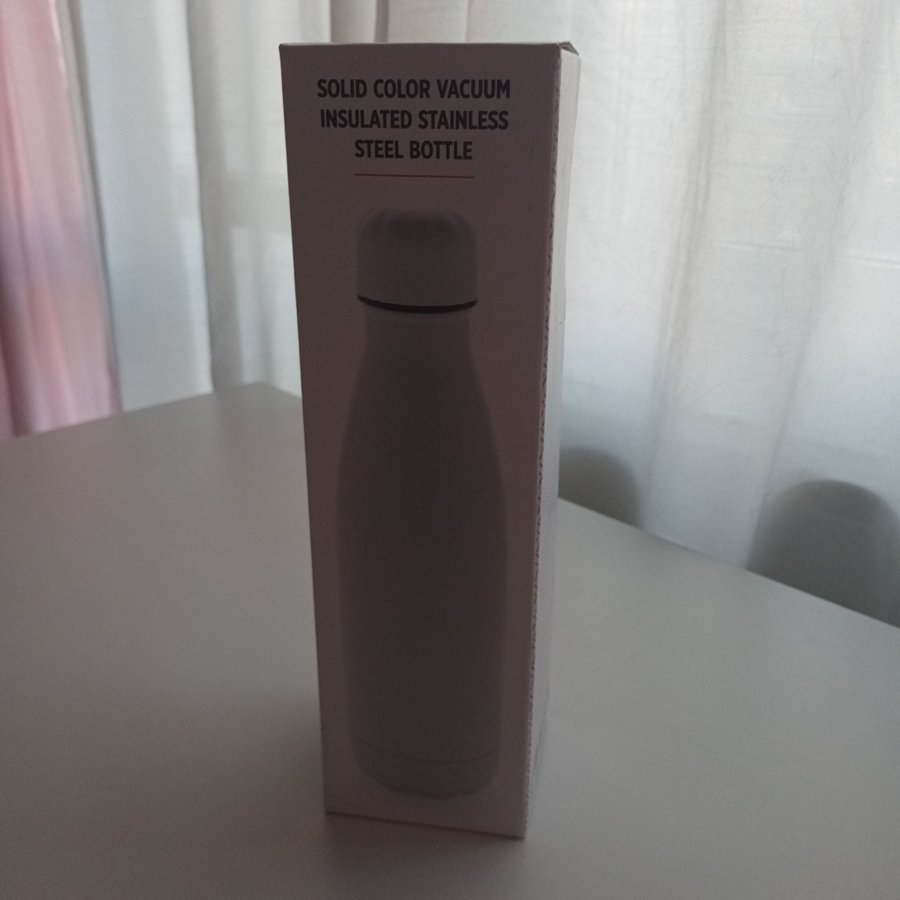 SOLID COLOR VACUUM
INSULATED STAINLESS
STEEL BOTTLE